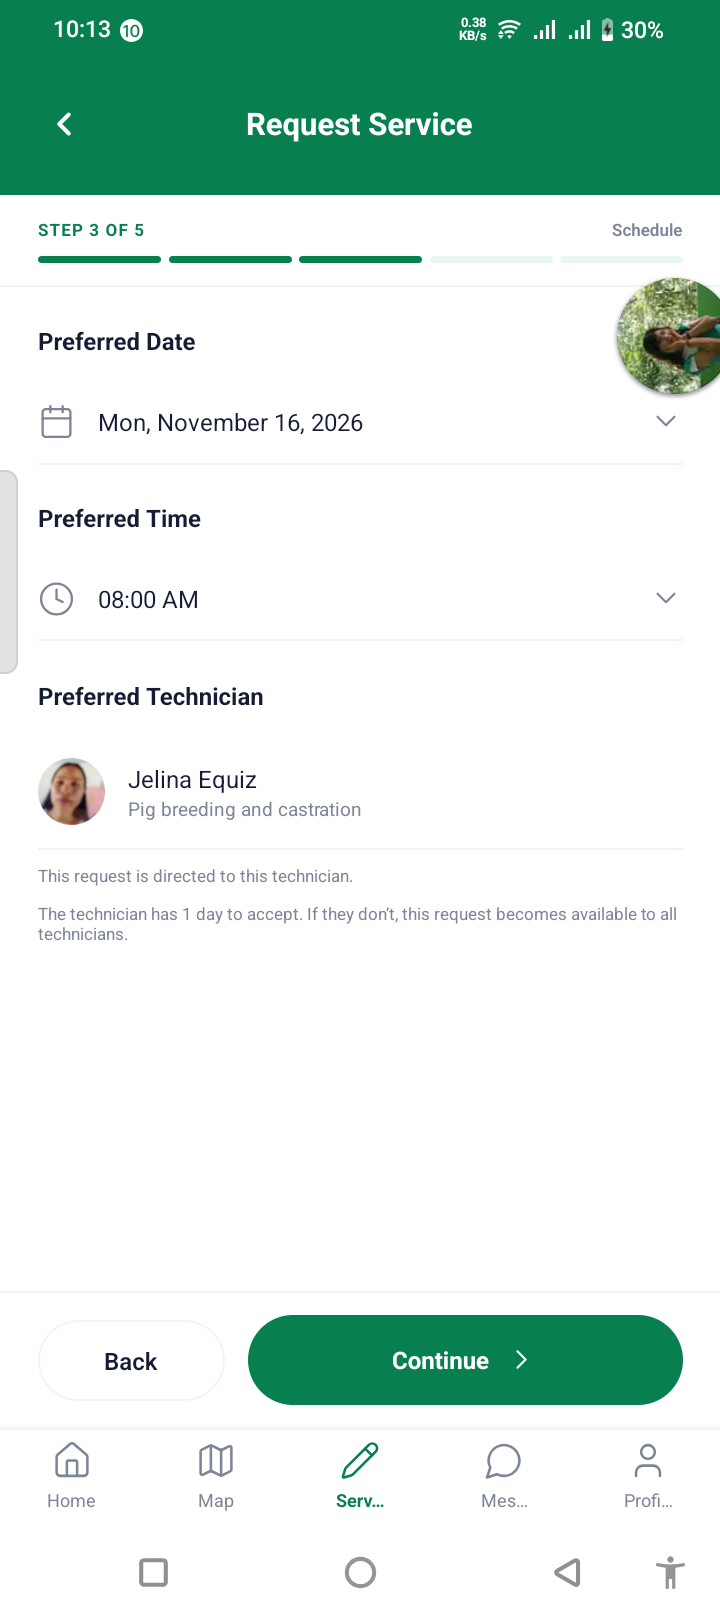 10:13 10 0.38 KB/s 30%
Request Service
STEP 3 OF 5 Schedule
Preferred Date
Mon, November 16, 2026
Preferred Time
08:00 AM
Preferred Technician
Jelina Equiz
Pig breeding and castration
This request is directed to this technician.
The technician has 1 day to accept. If they don’t, this request becomes available to all
technicians.
Back Continue
Home Map Serv... Mes... Profi...